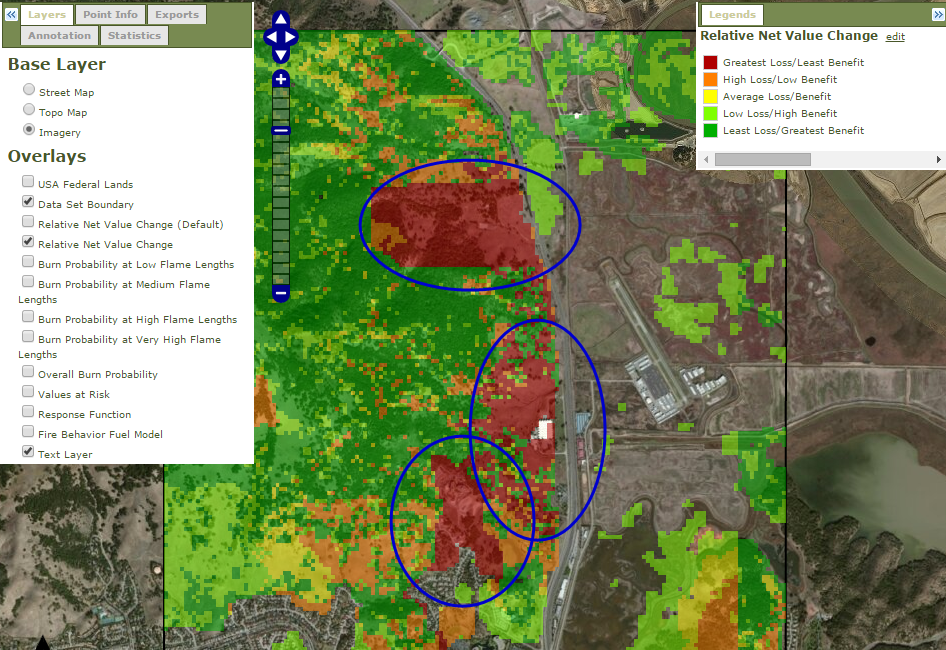 «
Layers
Point Info
Exports
Annotation
Statistics
Base Layer
Street Map
Topo Map
Imagery
Overlays
USA Federal Lands
Data Set Boundary
Relative Net Value Change (Default)
Relative Net Value Change
Burn Probability at Low Flame Lengths
Burn Probability at Medium Flame
Lengths
Burn Probability at High Flame Lengths
Burn Probability at Very High Flame
Lengths
Overall Burn Probability
Values at Risk
Response Function
Fire Behavior Fuel Model
Text Layer
Legends
»
Relative Net Value Change edit
Greatest Loss/Least Benefit
High Loss/Low Benefit
Average Loss/Benefit
Low Loss/High Benefit
Least Loss/Greatest Benefit